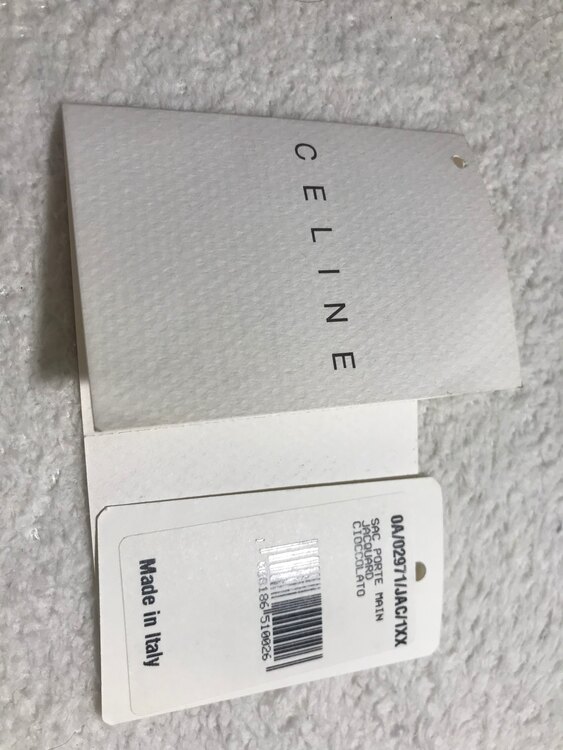 CELINE
0A/02971/JAC/1XX
SAC PORTE MAIN
JACQUARD
CIOCCOLATO
Made in Italy